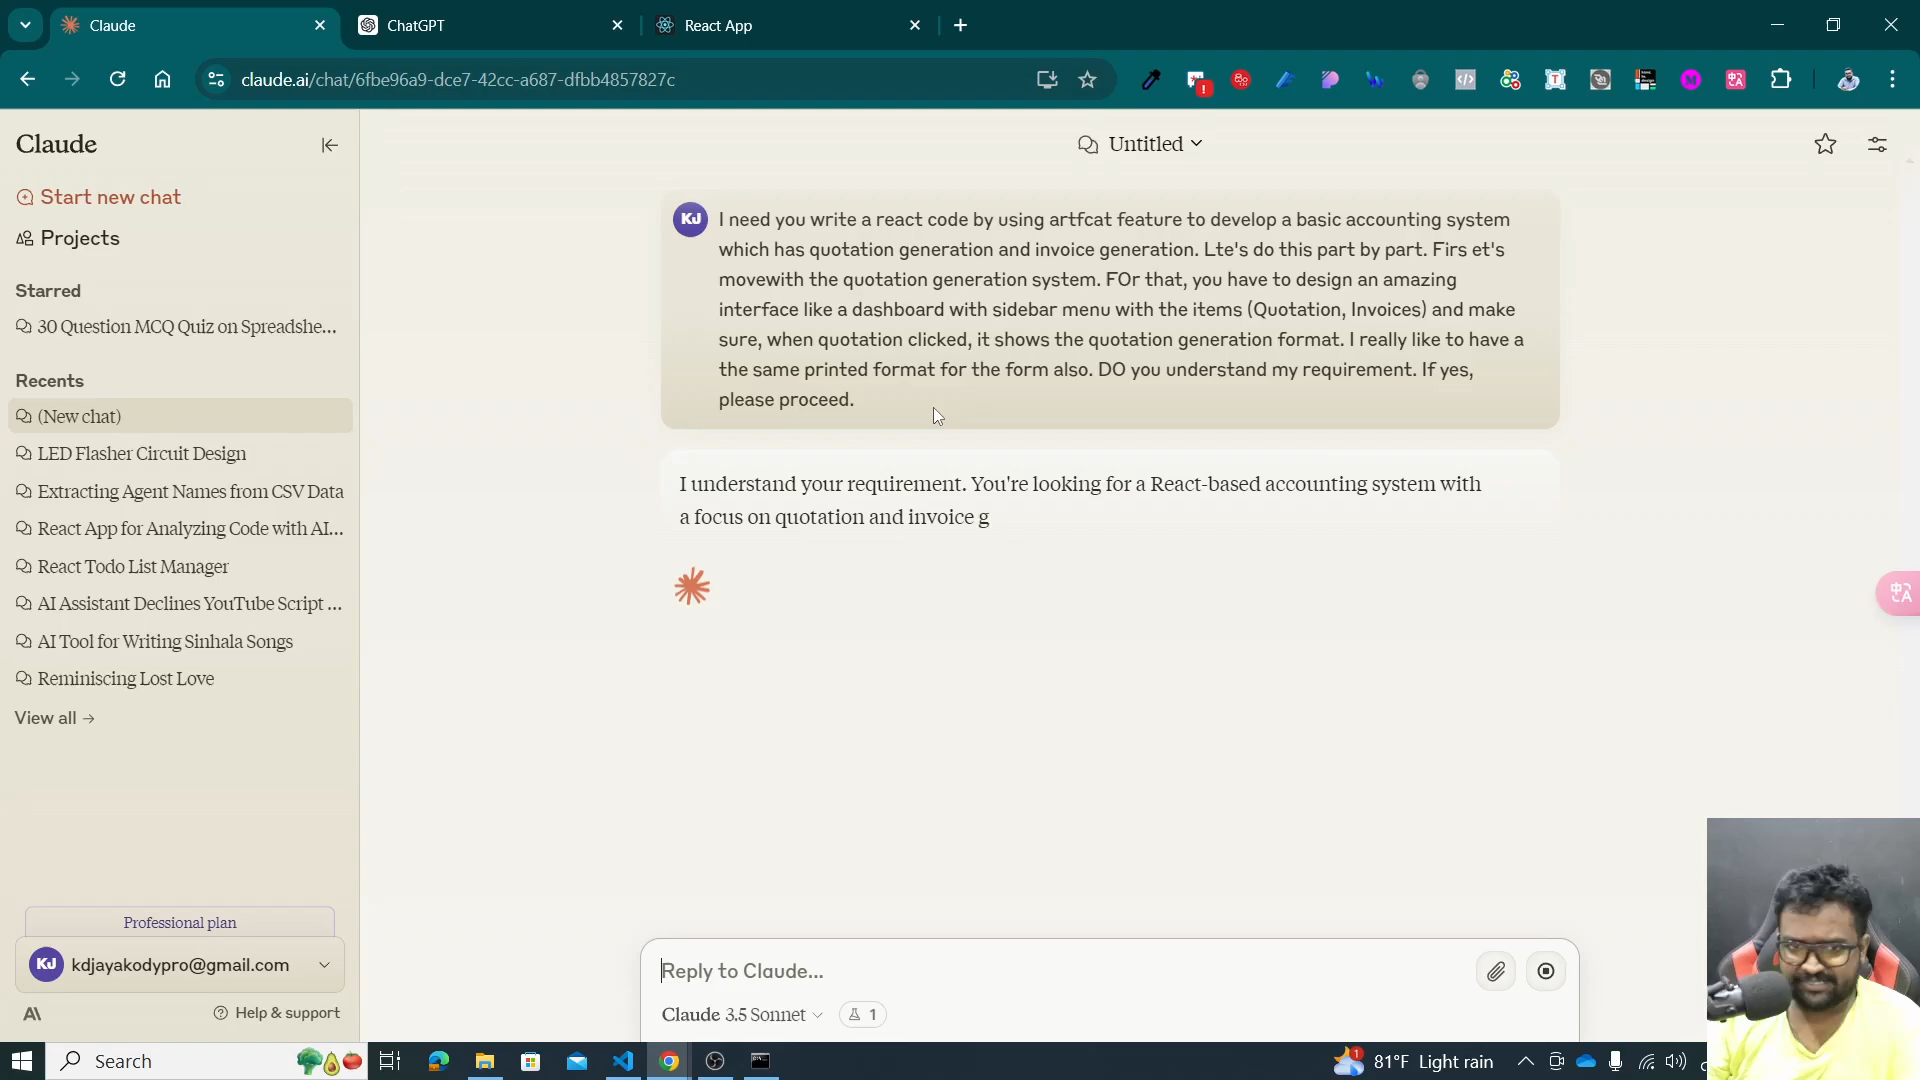 Claude
ChatGPT
React App
claude.ai/chat/6fbe96a9-dce7-42cc-a687-dfbb4857827c
Claude
Start new chat
Projects
Starred
30 Question MCQ Quiz on Spreadshe...
Recents
(New chat)
LED Flasher Circuit Design
Extracting Agent Names from CSV Data
React App for Analyzing Code with AI...
React Todo List Manager
AI Assistant Declines YouTube Script ...
AI Tool for Writing Sinhala Songs
Reminiscing Lost Love
View all →
Professional plan
KJ kdjayakodypro@gmail.com
Help & support
Untitled
KJ
I need you write a react code by using artfcat feature to develop a basic accounting system
which has quotation generation and invoice generation. Lte's do this part by part. Firs et's
movewith the quotation generation system. FOr that, you have to design an amazing
interface like a dashboard with sidebar menu with the items (Quotation, Invoices) and make
sure, when quotation clicked, it shows the quotation generation format. I really like to have a
the same printed format for the form also. DO you understand my requirement. If yes,
please proceed.
I understand your requirement. You're looking for a React-based accounting system with
a focus on quotation and invoice g
Reply to Claude...
Claude 3.5 Sonnet
1
Search
1
81°F Light rain